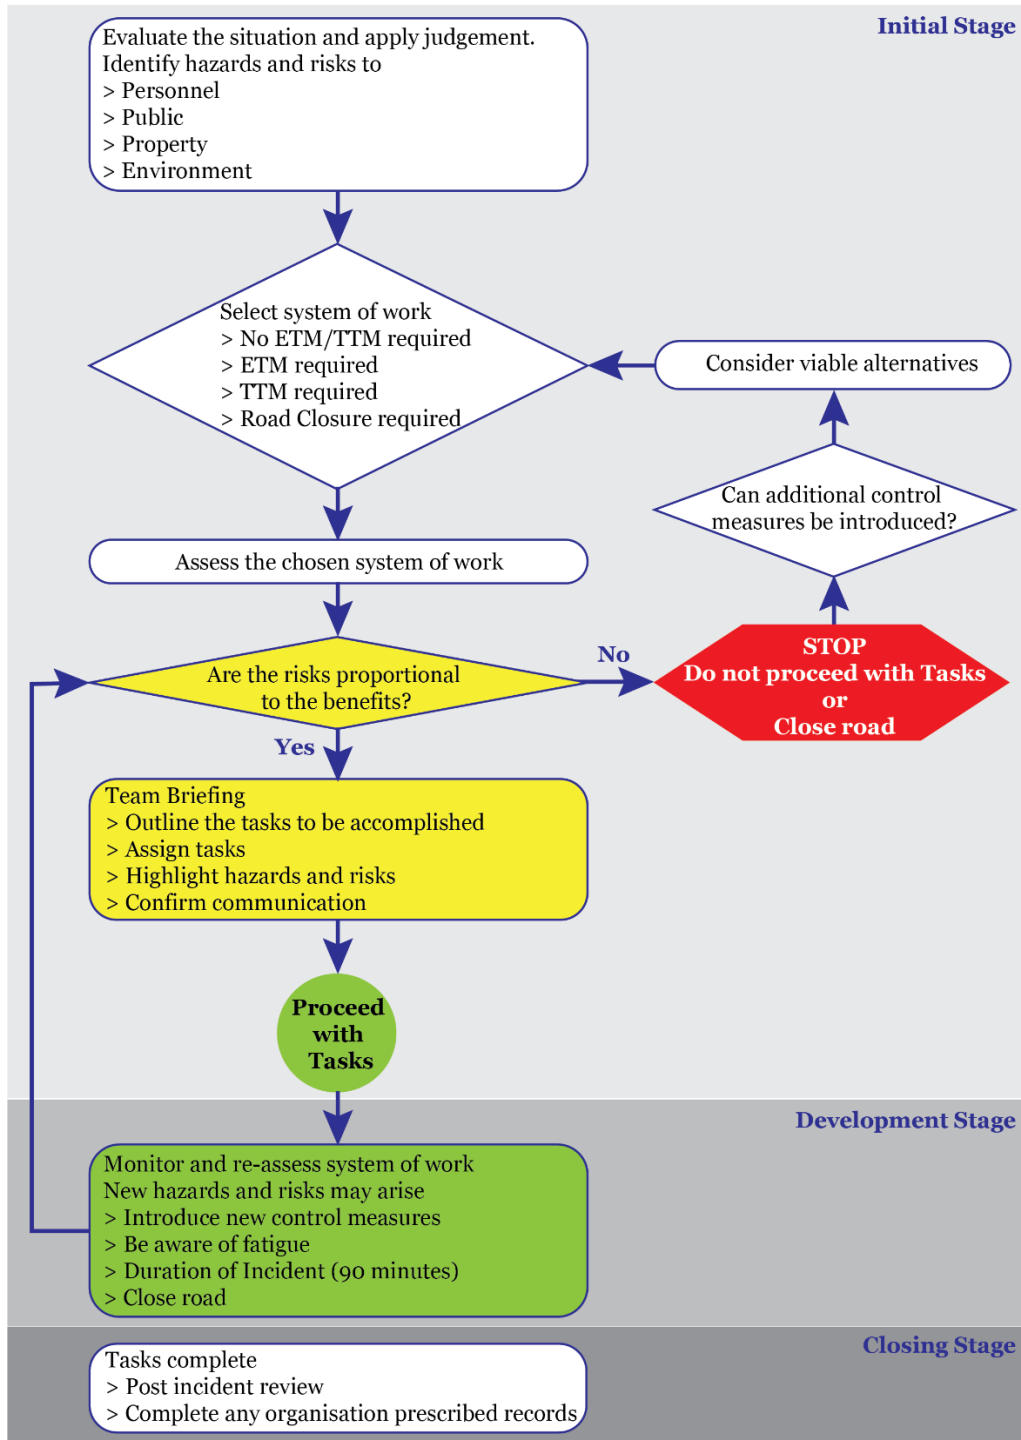 Initial Stage
Evaluate the situation and apply judgement.
Identify hazards and risks to
> Personnel
> Public
> Property
> Environment
Select system of work
> No ETM/TTM required
> ETM required
> TTM required
> Road Closure required
Consider viable alternatives
Can additional control
measures be introduced?
Assess the chosen system of work
Are the risks proportional
to the benefits?
No
STOP
Do not proceed with Tasks
or
Close road
Yes
Team Briefing
> Outline the tasks to be accomplished
> Assign tasks
> Highlight hazards and risks
> Confirm communication
Proceed
with
Tasks
Development Stage
Monitor and re-assess system of work
New hazards and risks may arise
> Introduce new control measures
> Be aware of fatigue
> Duration of Incident (90 minutes)
> Close road
Closing Stage
Tasks complete
> Post incident review
> Complete any organisation prescribed records